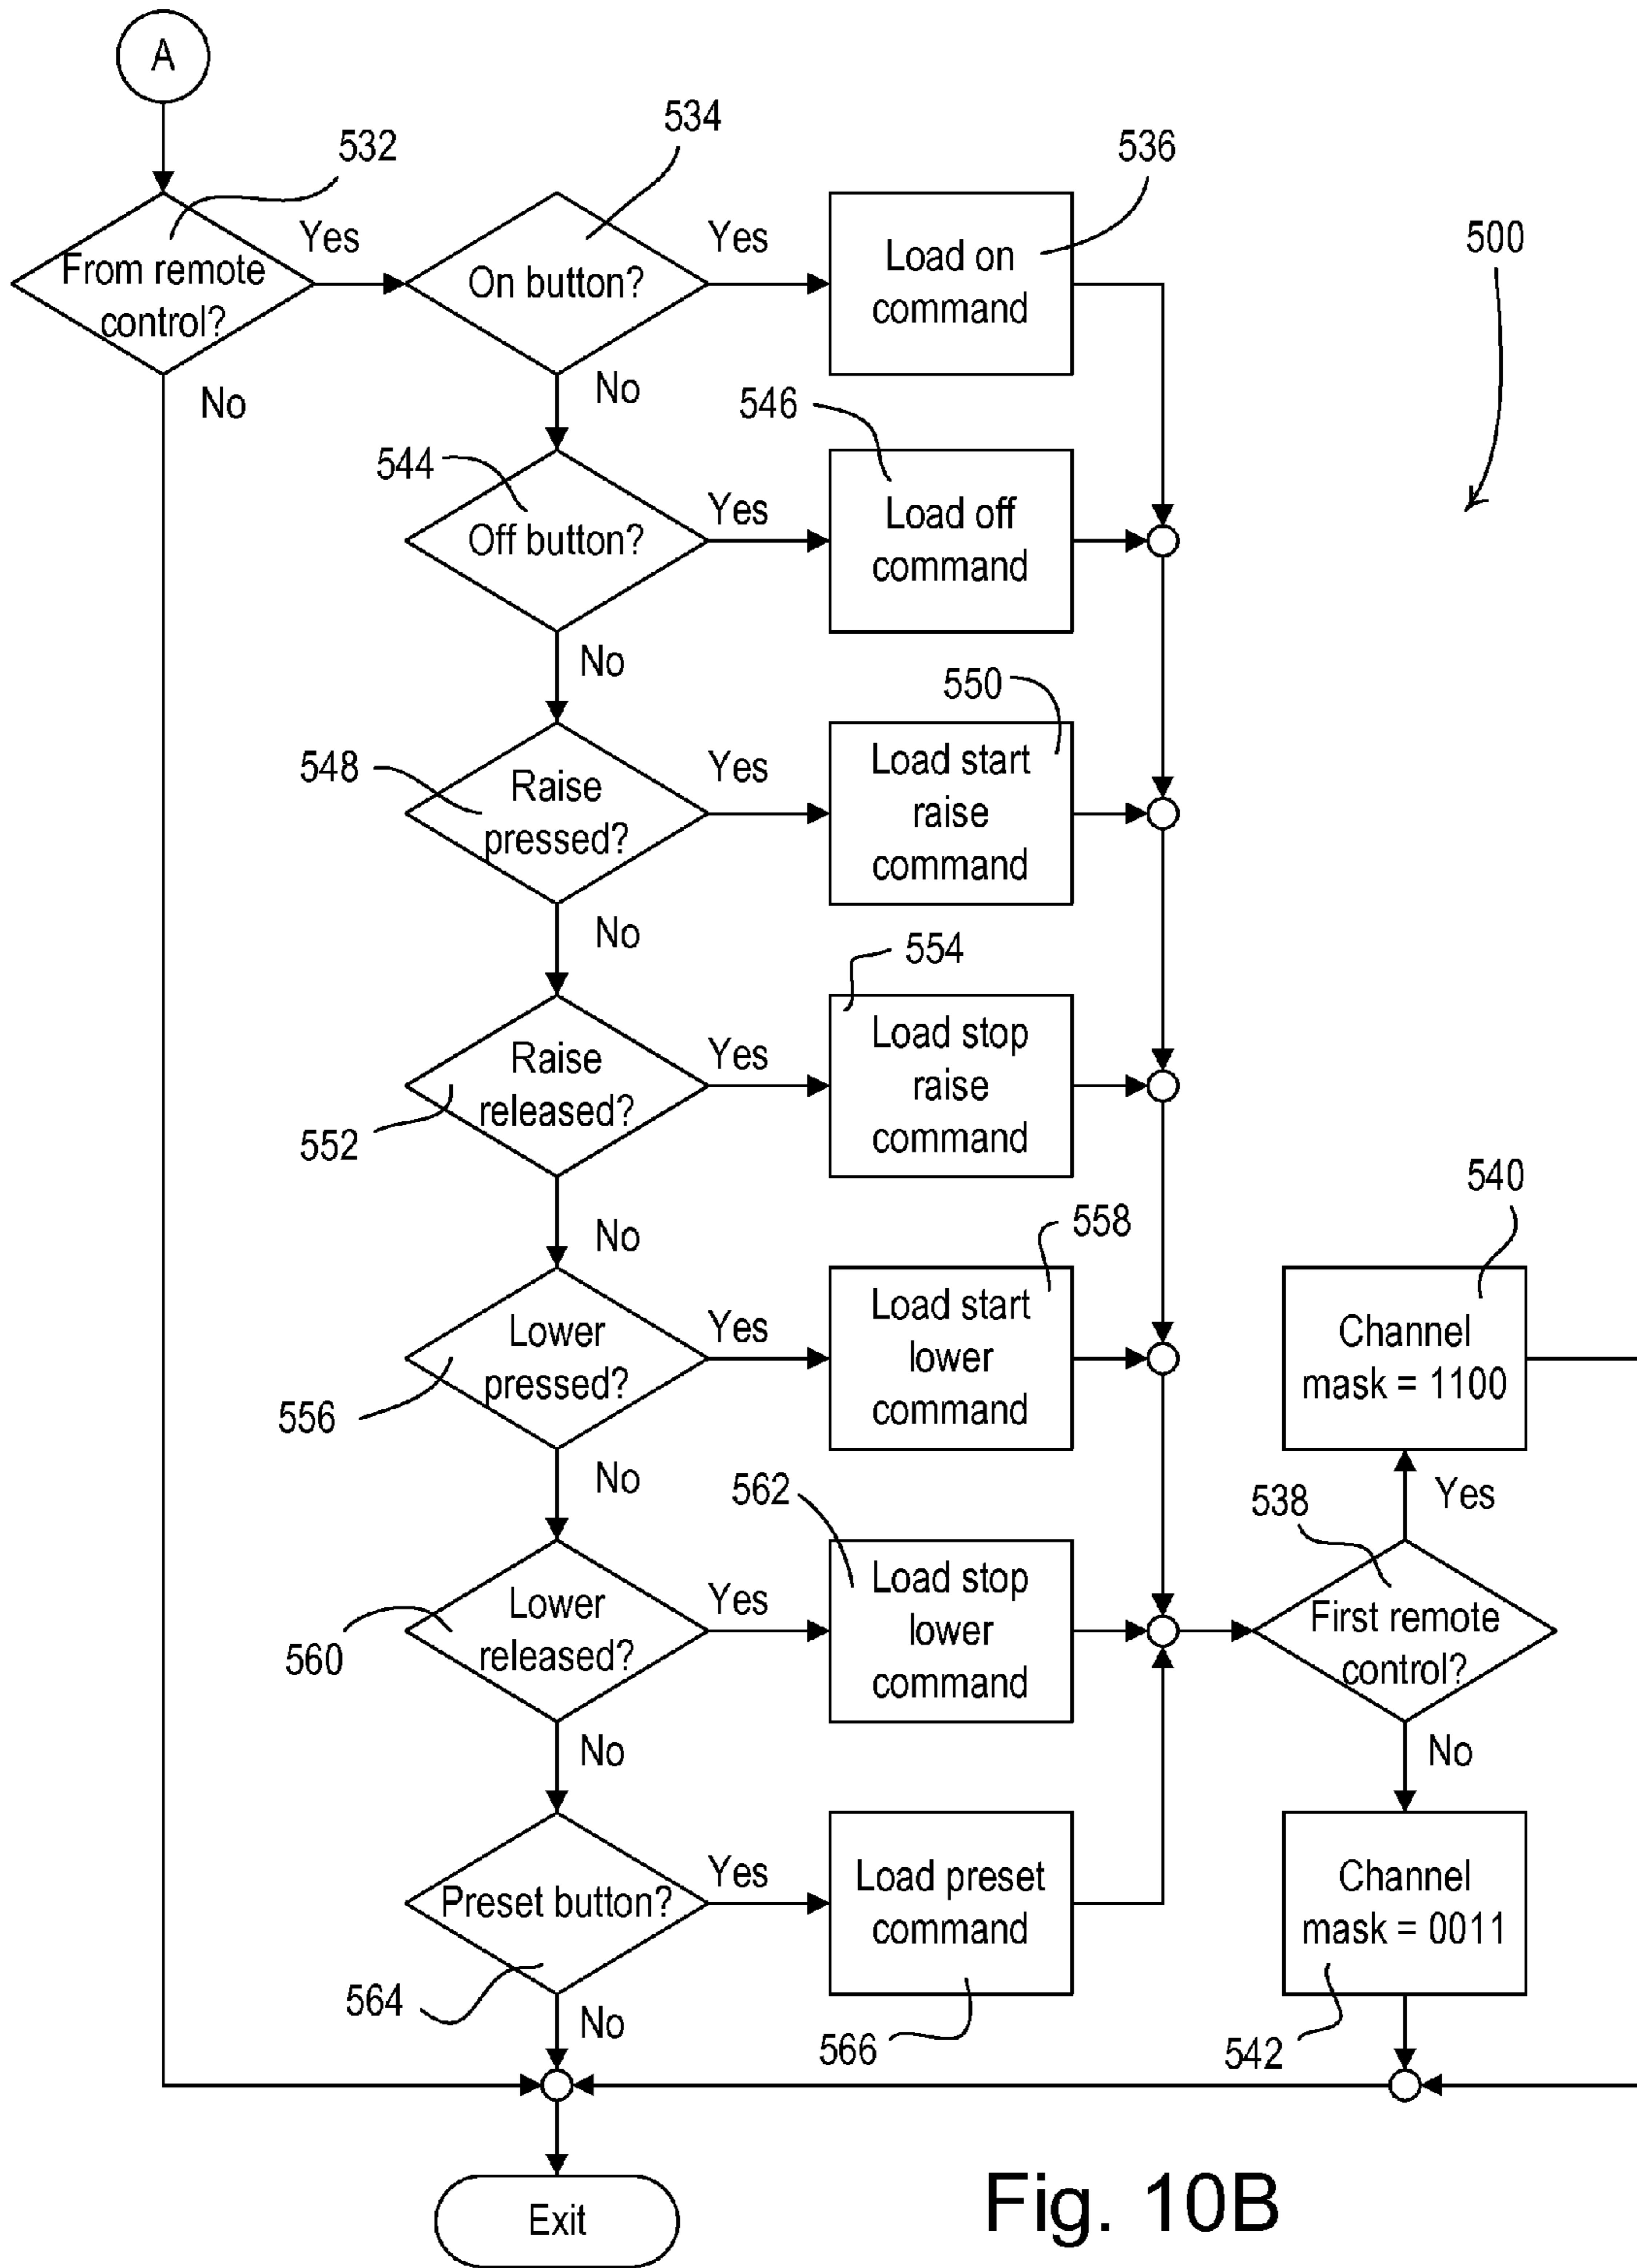 A
532
534
536
500
From remote
control?
Yes
No
On button?
Yes
No
Load on
command
544
546
Off button?
Yes
No
Load off
command
548
550
Raise
pressed?
Yes
No
Load start
raise
command
552
554
Raise
released?
Yes
No
Load stop
raise
command
556
558
Lower
pressed?
Yes
No
Load start
lower
command
540
Channel
mask = 1100
560
562
Lower
released?
Yes
No
Load stop
lower
command
538
Yes
First remote
control?
No
564
Preset button?
Yes
No
Load preset
command
566
Channel
mask = 0011
542
Exit
Fig. 10B